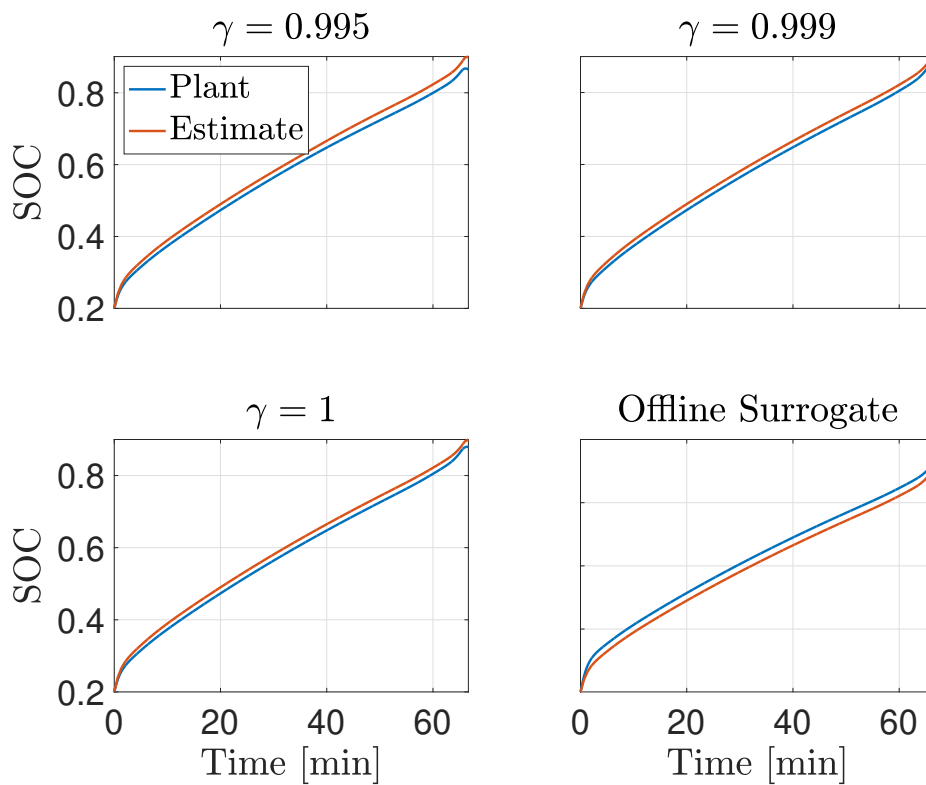 γ = 0.995
Plant
Estimate
SOC
0.8
0.6
0.4
0.2
γ = 0.999
γ = 1
SOC
0.8
0.6
0.4
0.2
0 20 40 60
Time [min]
Offline Surrogate
0 20 40 60
Time [min]